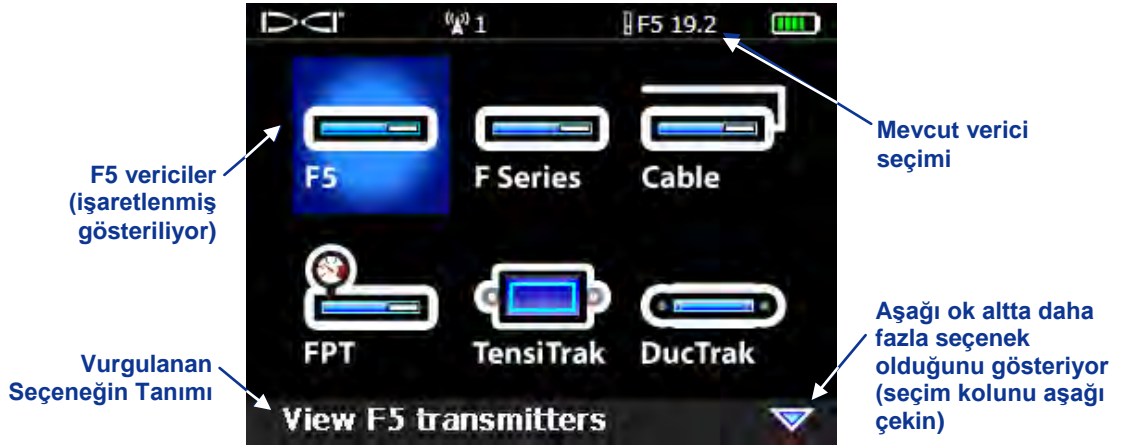 DCI
1
F5 19.2
F5 vericiler
(işaretlenmiş
gösteriliyor)
F5
F Series
Cable
Mevcut verici
seçimi
FPT
TensiTrak
DucTrak
Vurgulanan
Seçeneğin Tanımı
View F5 transmitters
Aşağı ok altta daha
fazla seçenek
olduğunu gösteriyor
(seçim kolunu aşağı
çekin)